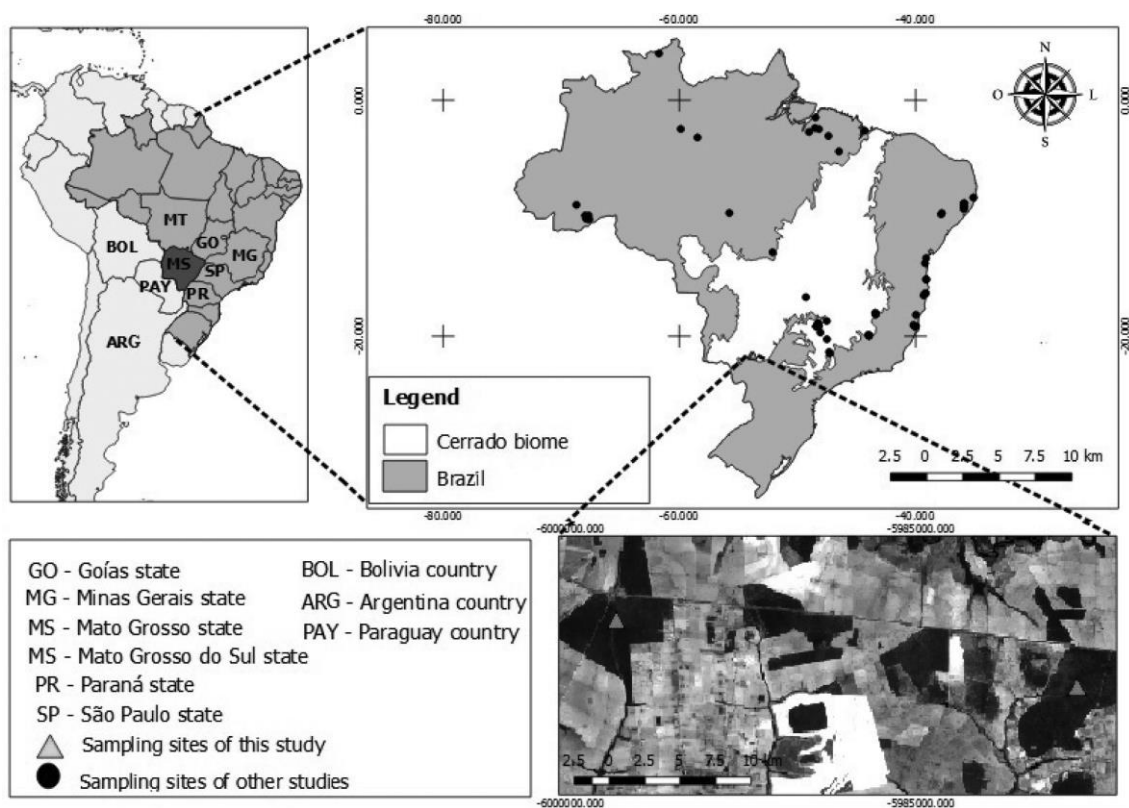 -80.000 -60.000 -40.000
N
O L
S
0.000 0.000
MT
BOL GO
MG
MS SP
PAY PR
ARG
-20.000 -20.000
Legend
Cerrado biome
Brazil
2.5 0 2.5 5 7.5 10 km
-80.000 -60.000 -40.000
-6000000.000 -5985000.000
GO - Goías state
MG - Minas Gerais state
MS - Mato Grosso state
MS - Mato Grosso do Sul state
PR - Paraná state
SP - São Paulo state
BOL - Bolivia country
ARG - Argentina country
PAY - Paraguay country
Sampling sites of this study
Sampling sites of other studies
2.5 0 2.5 5 7.5 10 km
-6000000.000 -5985000.000